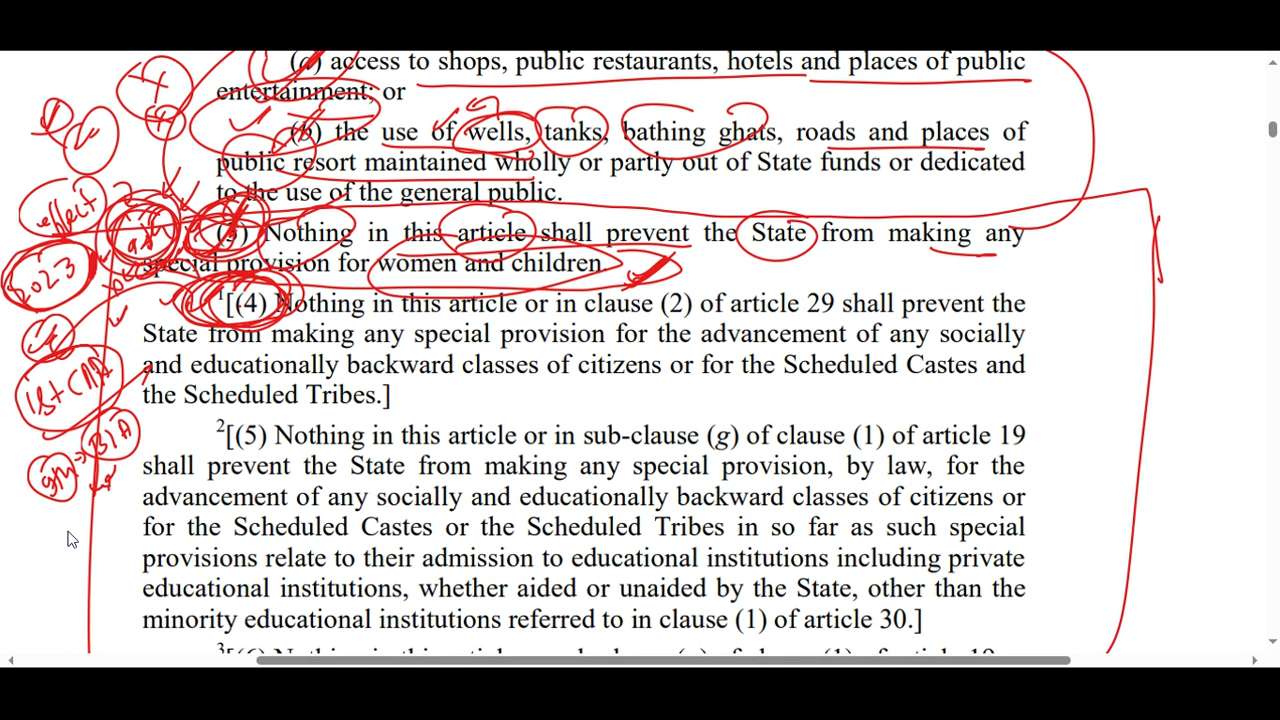 (a) access to shops, public restaurants, hotels and places of public
entertainment; or
(b) the use of wells, tanks, bathing ghats, roads and places of
public resort maintained wholly or partly out of State funds or dedicated
to the use of the general public.
(3) Nothing in this article shall prevent the State from making any
special provision for women and children.
1[(4) Nothing in this article or in clause (2) of article 29 shall prevent the
State from making any special provision for the advancement of any socially
and educationally backward classes of citizens or for the Scheduled Castes and
the Scheduled Tribes.]
2[(5) Nothing in this article or in sub-clause (g) of clause (1) of article 19
shall prevent the State from making any special provision, by law, for the
advancement of any socially and educationally backward classes of citizens or
for the Scheduled Castes or the Scheduled Tribes in so far as such special
provisions relate to their admission to educational institutions including private
educational institutions, whether aided or unaided by the State, other than the
minority educational institutions referred to in clause (1) of article 30.]
effect
2023
1st CAA